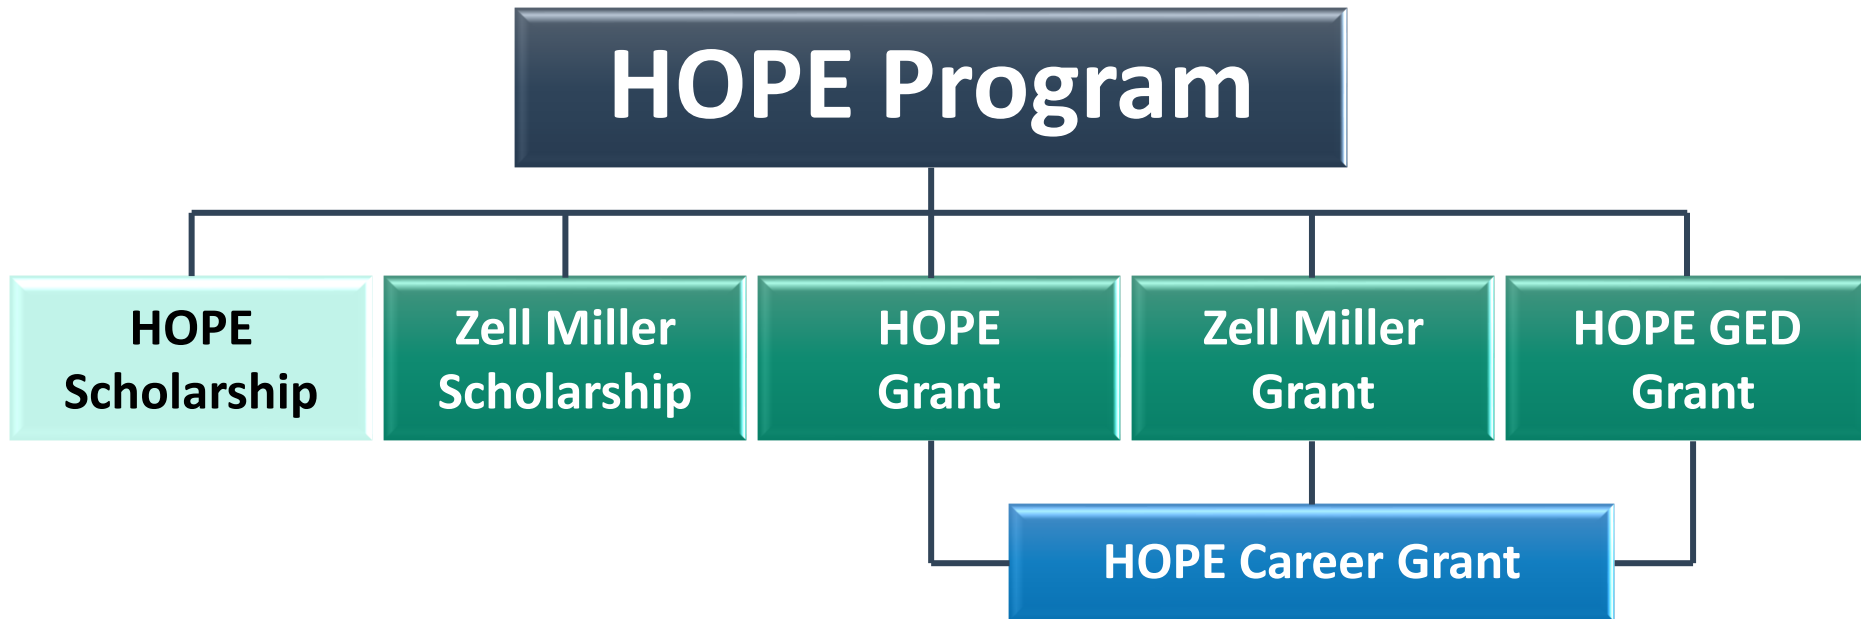 HOPE Program
HOPE
Scholarship
Zell Miller
Scholarship
HOPE
Grant
Zell Miller
Grant
HOPE GED
Grant
HOPE Career Grant